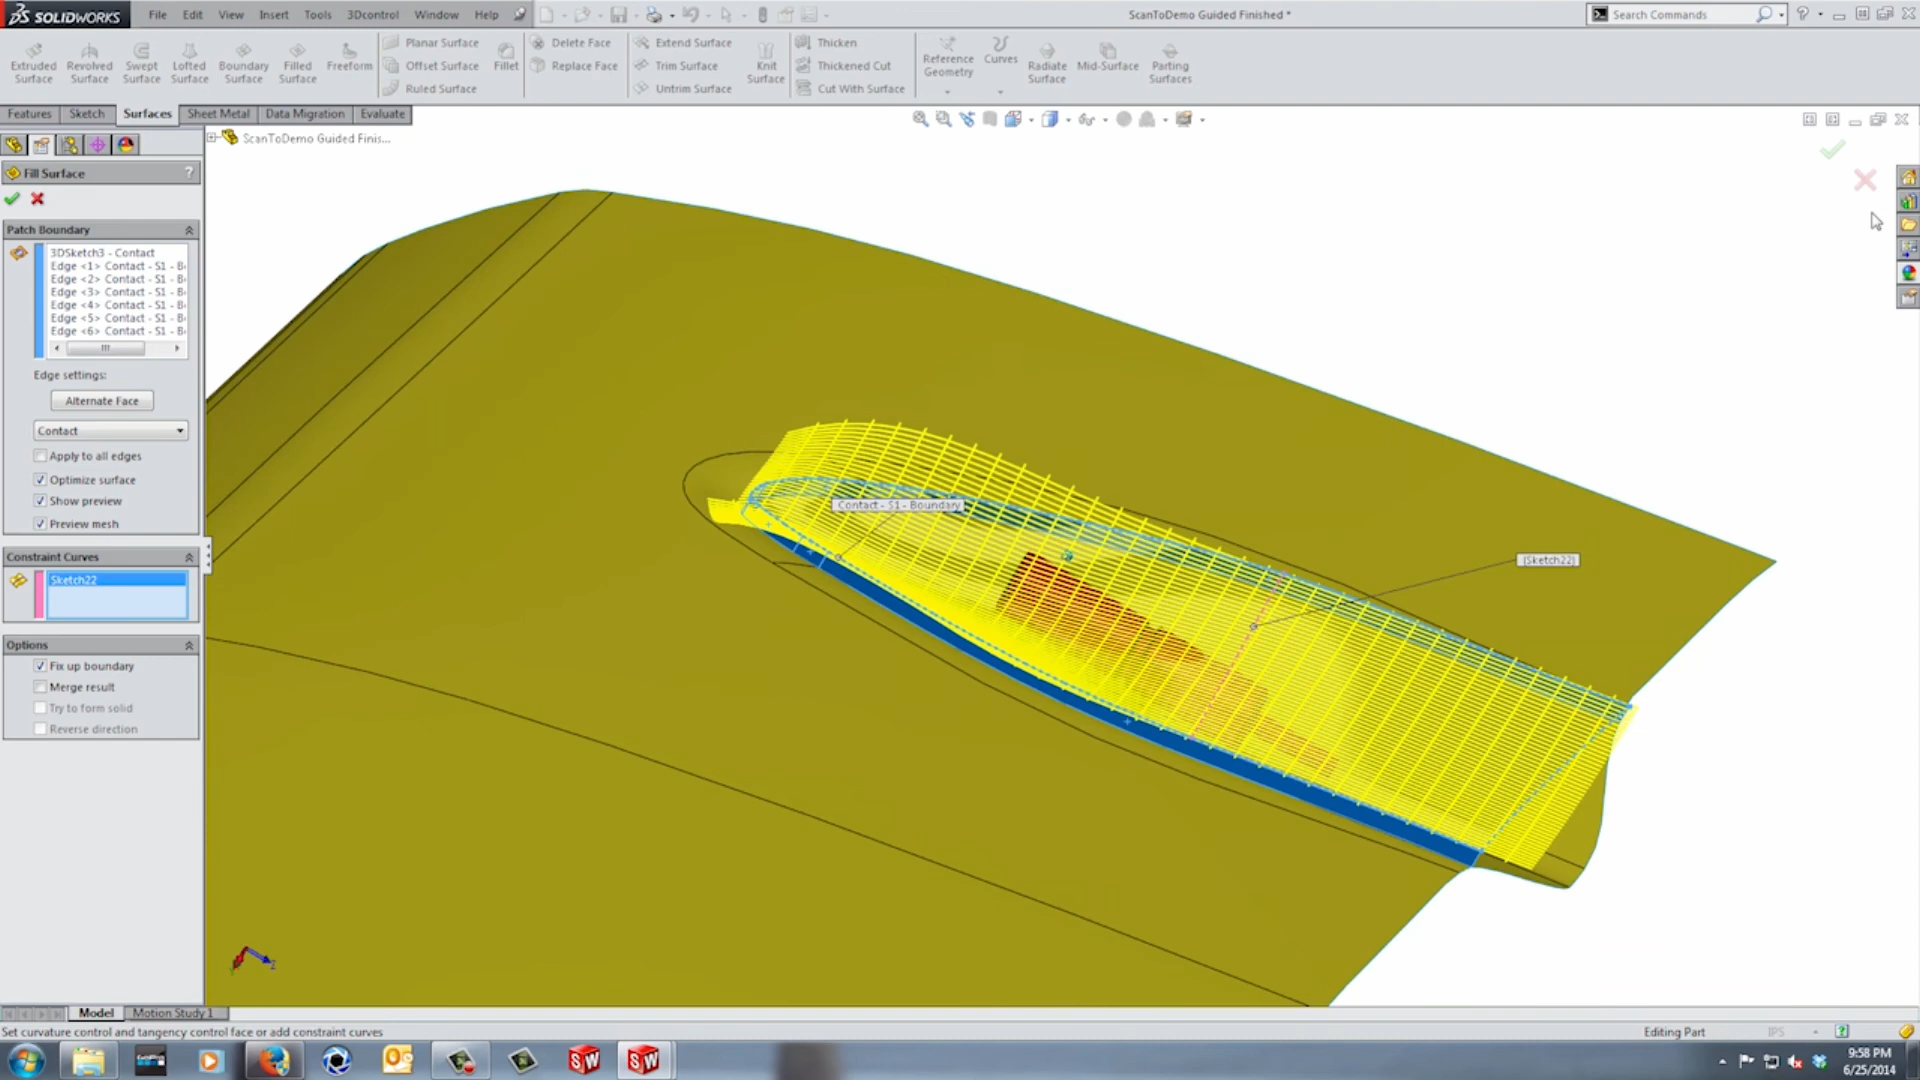 SOLIDWORKS File Edit View Insert Tools 3Dcontrol Window Help ScanToDemo Guided Finished * Search Commands
Extruded Surface
Revolved Surface
Swept Surface
Lofted Surface
Boundary Surface
Filled Surface
Freeform
Planar Surface
Offset Surface
Ruled Surface
Fillet
Delete Face
Replace Face
Extend Surface
Trim Surface
Untrim Surface
Knit Surface
Thicken
Thickened Cut
Cut With Surface
Reference Geometry
Curves
Radiate Surface
Mid-Surface
Parting Surfaces
Features Sketch Surfaces Sheet Metal Data Migration Evaluate
ScanToDemo Guided Finis...
Fill Surface ?
Patch Boundary
3DSketch3 - Contact
Edge <1> Contact - S1 - B
Edge <2> Contact - S1 - B
Edge <3> Contact - S1 - B
Edge <4> Contact - S1 - B
Edge <5> Contact - S1 - B
Edge <6> Contact - S1 - B
Edge settings:
Alternate Face
Contact
Apply to all edges
Optimize surface
Show preview
Preview mesh
Constraint Curves
Sketch22
Options
Fix up boundary
Merge result
Try to form solid
Reverse direction
Contact - S1 - Boundary
(Sketch22)
Z
Model Motion Study 1
Set curvature control and tangency control face or add constraint curves Editing Part IPS
9:58 PM
6/25/2014